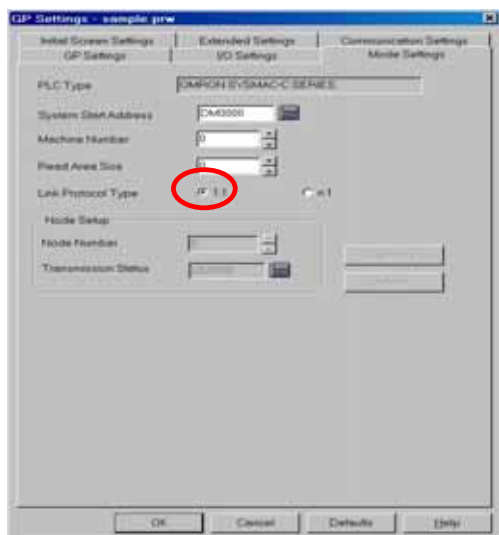 GP Settings - sample.prw
Initial Screen Settings Extended Settings Communication Settings
GP Settings I/O Settings Mode Settings
PLC Type OMRON SYSMAC-C SERIES
System Start Address DM0000
Machine Number 0
Read Area Size 0
Link Protocol Type 1:1 n:1
Node Setup
Node Number
Transmission Status
OK Cancel Defaults Help